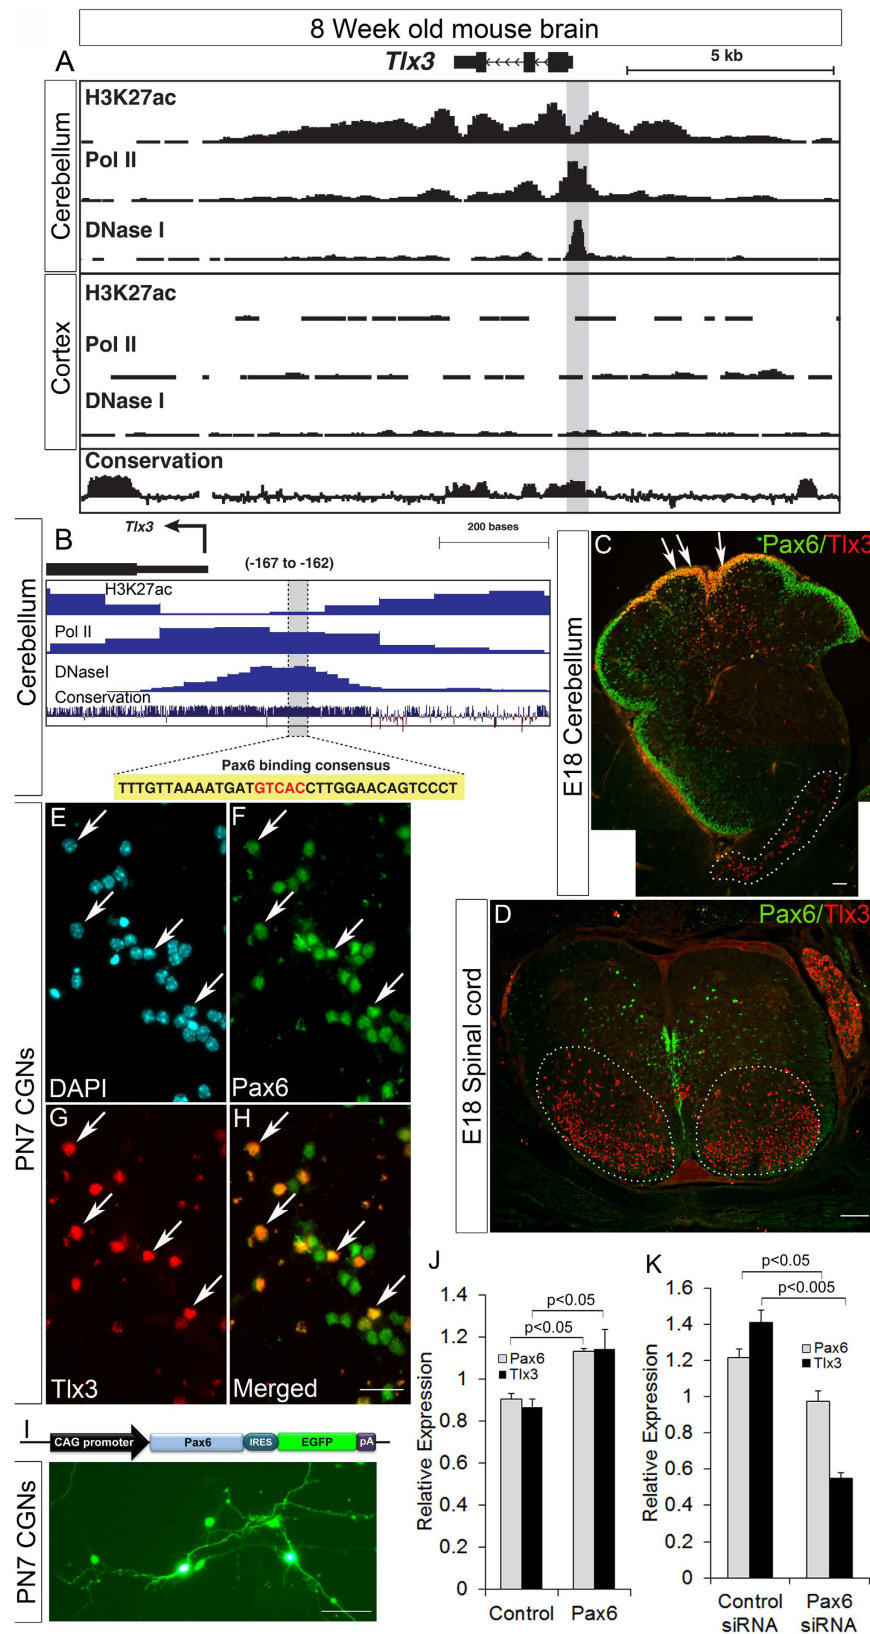 8 Week old mouse brain
A
Tlx3
5 kb
Cerebellum
H3K27ac
Pol II
DNase I
Cortex
H3K27ac
Pol II
DNase I
Conservation
B
Tlx3
200 bases
(-167 to -162)
Cerebellum
H3K27ac
Pol II
DNaseI
Conservation
Pax6 binding consensus
TTTGTTAAAATGATGTCACCTTGGAACAGTCCCT
C
Pax6/Tlx3
E18 Cerebellum
D
Pax6/Tlx3
E18 Spinal cord
PN7 CGNs
E
DAPI
F
Pax6
G
Tlx3
H
Merged
I
CAG promoter
Pax6
IRES
EGFP
pA
PN7 CGNs
J
Relative Expression
1.4
1.2
1
0.8
0.6
0.4
0.2
0
p<0.05
p<0.05
Pax6
Tlx3
Control
Pax6
K
Relative Expression
1.6
1.4
1.2
1
0.8
0.6
0.4
0.2
0
p<0.05
p<0.005
Pax6
Tlx3
Control
siRNA
Pax6
siRNA